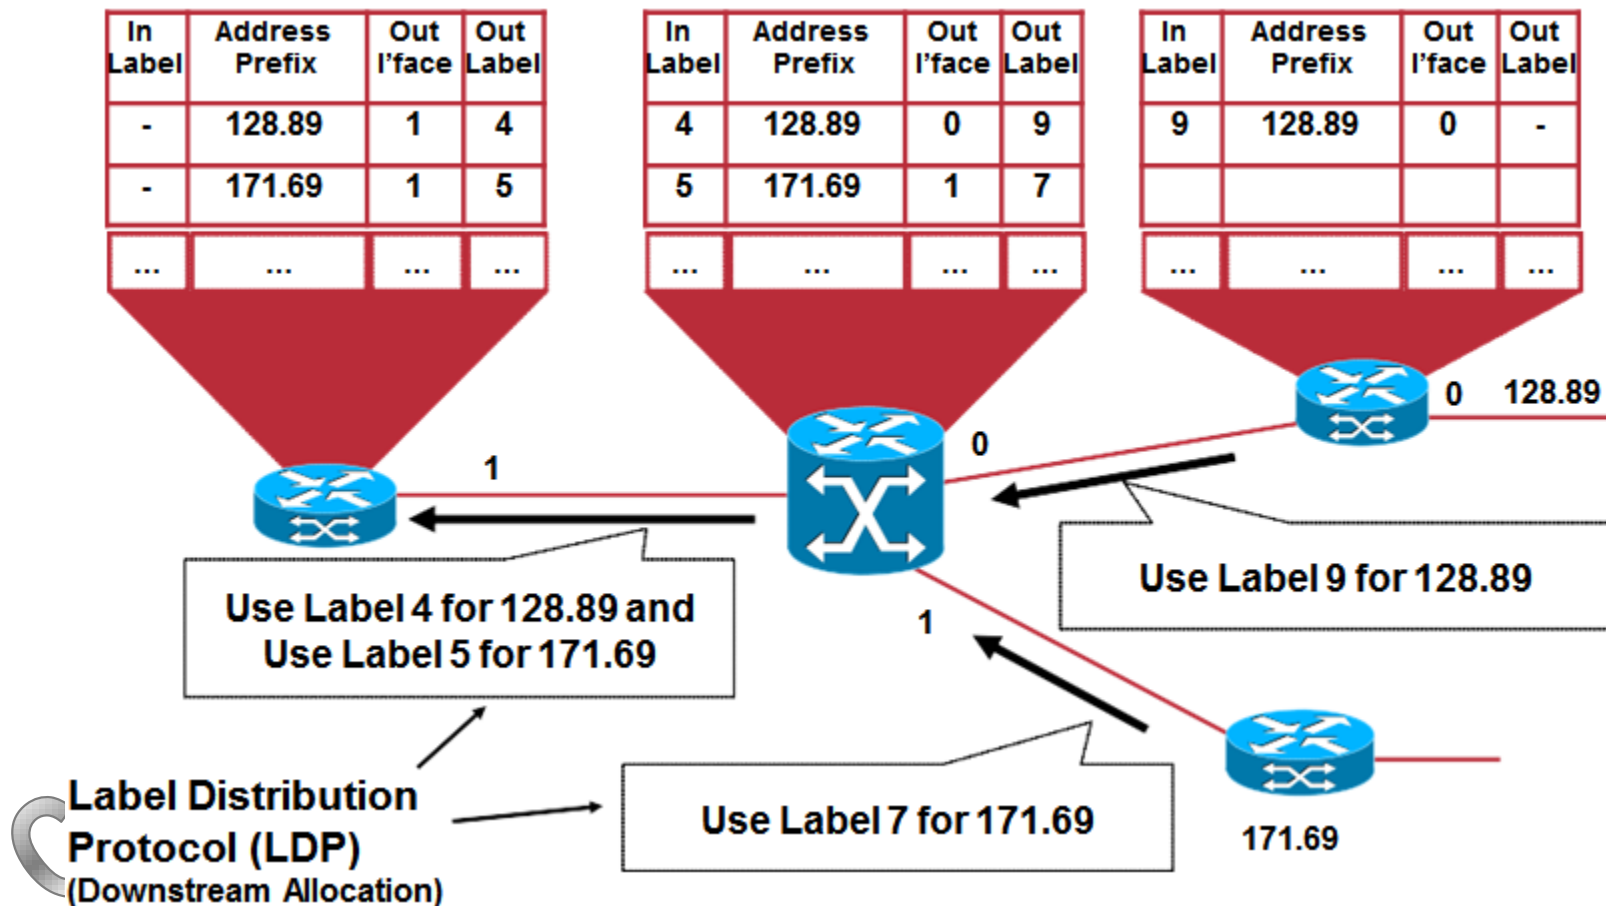 In Address Out Out
Label Prefix I'face Label
- 128.89 1 4
- 171.69 1 5
... ... ... ...
In Address Out Out
Label Prefix I'face Label
4 128.89 0 9
5 171.69 1 7
... ... ... ...
In Address Out Out
Label Prefix I'face Label
9 128.89 0 -
... ... ... ...
0 128.89
0
1
Use Label 9 for 128.89
Use Label 4 for 128.89 and
Use Label 5 for 171.69
1
Use Label 7 for 171.69
171.69
Label Distribution
Protocol (LDP)
(Downstream Allocation)